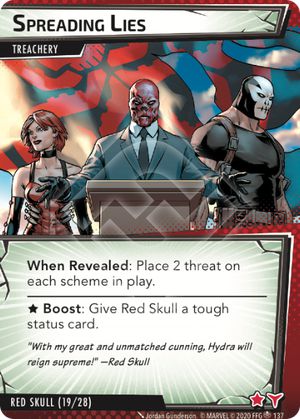 SPREADING LIES
TREACHERY
When Revealed: Place 2 threat on
each scheme in play.
★ Boost: Give Red Skull a tough
status card.
"With my great and unmatched cunning, Hydra will
reign supreme!" —Red Skull
RED SKULL (19/28)
Jordan Gunderson © MARVEL © 2020 FFG 137